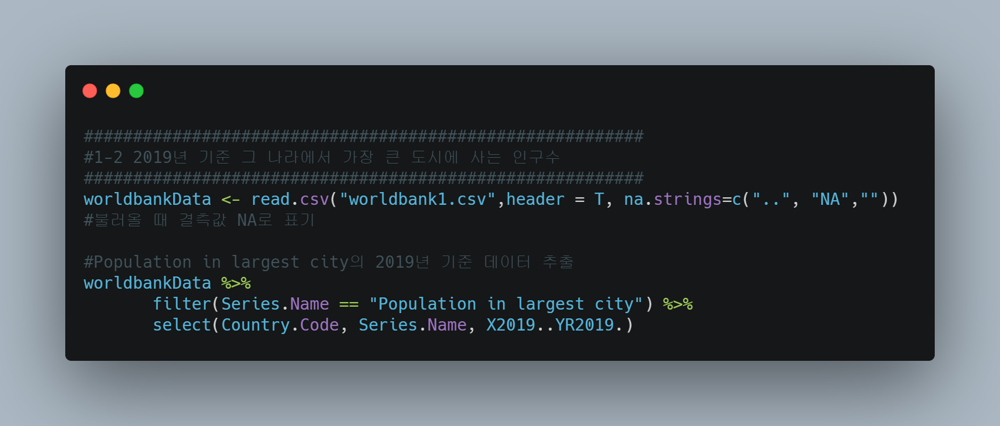 #########################################################
#1-2 2019년 기준 그 나라에서 가장 큰 도시에 사는 인구수
#########################################################
worldbankData <- read.csv("worldbank1.csv",header = T, na.strings=c("..", "NA",""))
#불러올 때 결측값 NA로 표기
#Population in largest city의 2019년 기준 데이터 추출
worldbankData %>%
filter(Series.Name == "Population in largest city") %>%
select(Country.Code, Series.Name, X2019..YR2019.)